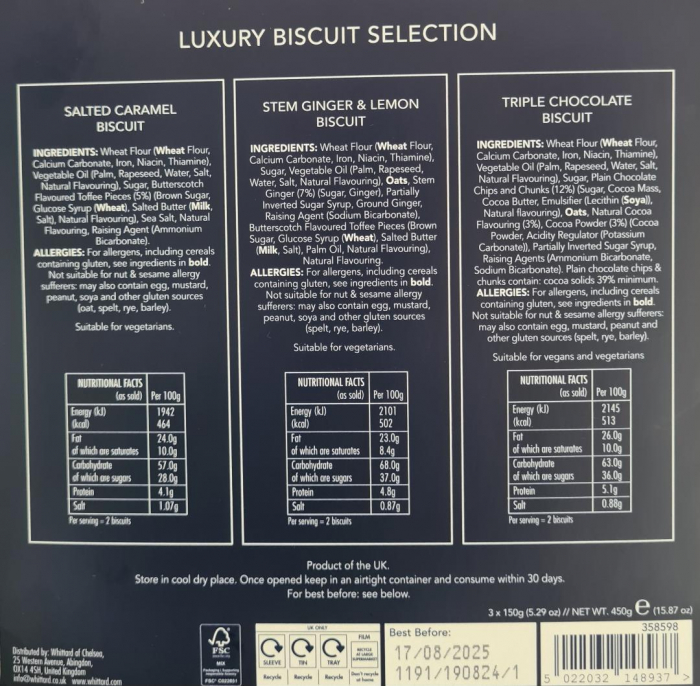 LUXURY BISCUIT SELECTION
SALTED CARAMEL
BISCUIT
INGREDIENTS: Wheat Flour (Wheat Flour,
Calcium Carbonate, Iron, Niacin, Thiamine),
Vegetable Oil (Palm, Rapeseed, Water, Salt,
Natural Flavouring), Sugar, Butterscotch
Flavoured Toffee Pieces (5%) (Brown Sugar,
Glucose Syrup (Wheat), Salted Butter (Milk,
Salt), Natural Flavouring), Sea Salt, Natural
Flavouring, Raising Agent (Ammonium
Bicarbonate).
ALLERGIES: For allergens, including cereals
containing gluten, see ingredients in bold.
Not suitable for nut & sesame allergy
sufferers: may also contain egg, mustard,
peanut, soya and other gluten sources
(oat, spelt, rye, barley).
Suitable for vegetarians.
NUTRITIONAL FACTS
(as sold) Per 100g
Energy (kJ) 1942
(kcal) 464
Fat 24.0g
of which are saturates 10.0g
Carbohydrate 57.0g
of which are sugars 28.0g
Protein 4.1g
Salt 1.07g
Per serving = 2 biscuits
STEM GINGER & LEMON
BISCUIT
INGREDIENTS: Wheat Flour (Wheat Flour,
Calcium Carbonate, Iron, Niacin, Thiamine),
Sugar, Vegetable Oil (Palm, Rapeseed,
Water, Salt, Natural Flavouring), Oats, Stem
Ginger (7%) (Sugar, Ginger), Partially
Inverted Sugar Syrup, Ground Ginger,
Raising Agent (Sodium Bicarbonate),
Butterscotch Flavoured Toffee Pieces (Brown
Sugar, Glucose Syrup (Wheat), Salted Butter
(Milk, Salt), Palm Oil, Natural Flavouring),
Natural Flavouring.
ALLERGIES: For allergens, including cereals
containing gluten, see ingredients in bold.
Not suitable for nut & sesame allergy
sufferers: may also contain egg, mustard,
peanut, soya and other gluten sources
(spelt, rye, barley).
Suitable for vegetarians.
NUTRITIONAL FACTS
(as sold) Per 100g
Energy (kJ) 2101
(kcal) 502
Fat 23.0g
of which are saturates 8.4g
Carbohydrate 68.0g
of which are sugars 37.0g
Protein 4.8g
Salt 0.87g
Per serving = 2 biscuits
TRIPLE CHOCOLATE
BISCUIT
INGREDIENTS: Wheat Flour (Wheat Flour,
Calcium Carbonate, Iron, Niacin, Thiamine),
Vegetable Oil (Palm, Rapeseed, Water, Salt,
Natural Flavouring), Sugar, Plain Chocolate
Chips and Chunks (12%) (Sugar, Cocoa Mass,
Cocoa Butter, Emulsifier (Lecithin (Soya)),
Natural flavouring), Oats, Natural Cocoa
Flavouring (3%), Cocoa Powder (3%) (Cocoa
Powder, Acidity Regulator (Potassium
Carbonate)), Partially Inverted Sugar Syrup,
Raising Agents (Ammonium Bicarbonate,
Sodium Bicarbonate). Plain chocolate chips &
chunks contain: cocoa solids 39% minimum.
ALLERGIES: For allergens, including cereals
containing gluten, see ingredients in bold.
Not suitable for nut & sesame allergy sufferers:
may also contain egg, mustard, peanut and
other gluten sources (spelt, rye, barley).
Suitable for vegans and vegetarians
NUTRITIONAL FACTS
(as sold) Per 100g
Energy (kJ) 2145
(kcal) 513
Fat 26.0g
of which are saturates 10.0g
Carbohydrate 63.0g
of which are sugars 36.0g
Protein 5.1g
Salt 0.88g
Per serving = 2 biscuits
Product of the UK.
Store in cool dry place. Once opened keep in an airtight container and consume within 30 days.
For best before: see below.
3 x 150g (5.29 oz) // NET WT. 450g e (15.87 oz)
Distributed by: Whittard of Chelsea,
25 Western Avenue, Abingdon,
OX14 4SH, United Kingdom
info@whittard.co.uk www.whittard.com
FSC
MIX
UK ONLY
SLEEVE
Recycle
TIN
Recycle
TRAY
Recycle
FILM
Don't recycle
at home
Best Before:
17/08/2025
1191/190824/1
358598
5 022032 148937 >